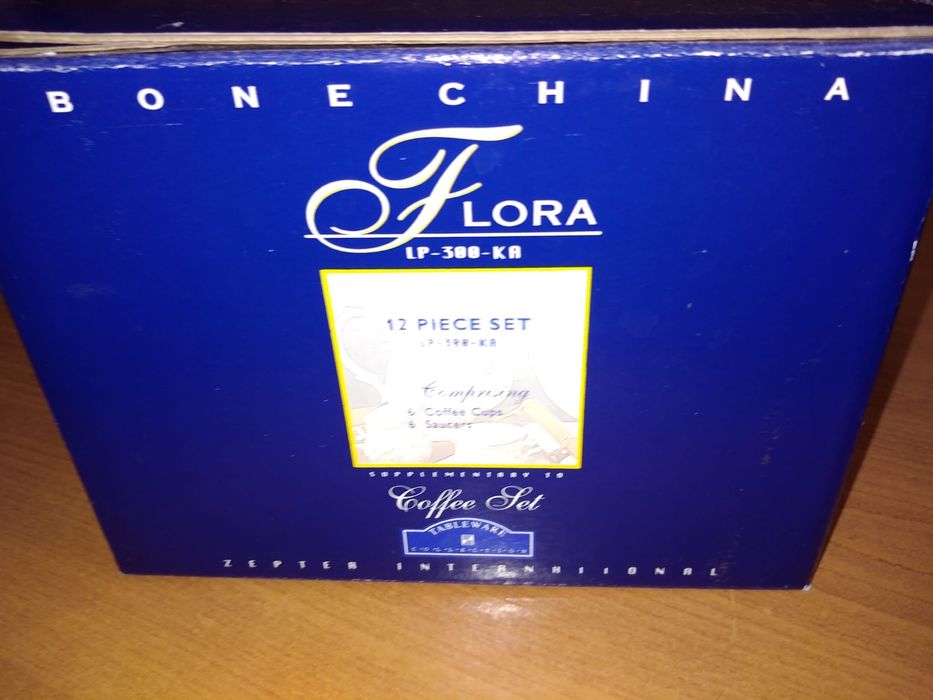 BONE CHINA
FLORA
LP-300-KA
12 PIECE SET
LP-300-KA
Comprising
6 Coffee Cups
6 Saucers
SUPPLEMENTARY TO
Coffee Set
TABLEWARE
COLLECTION
ZEPTER INTERNATIONAL